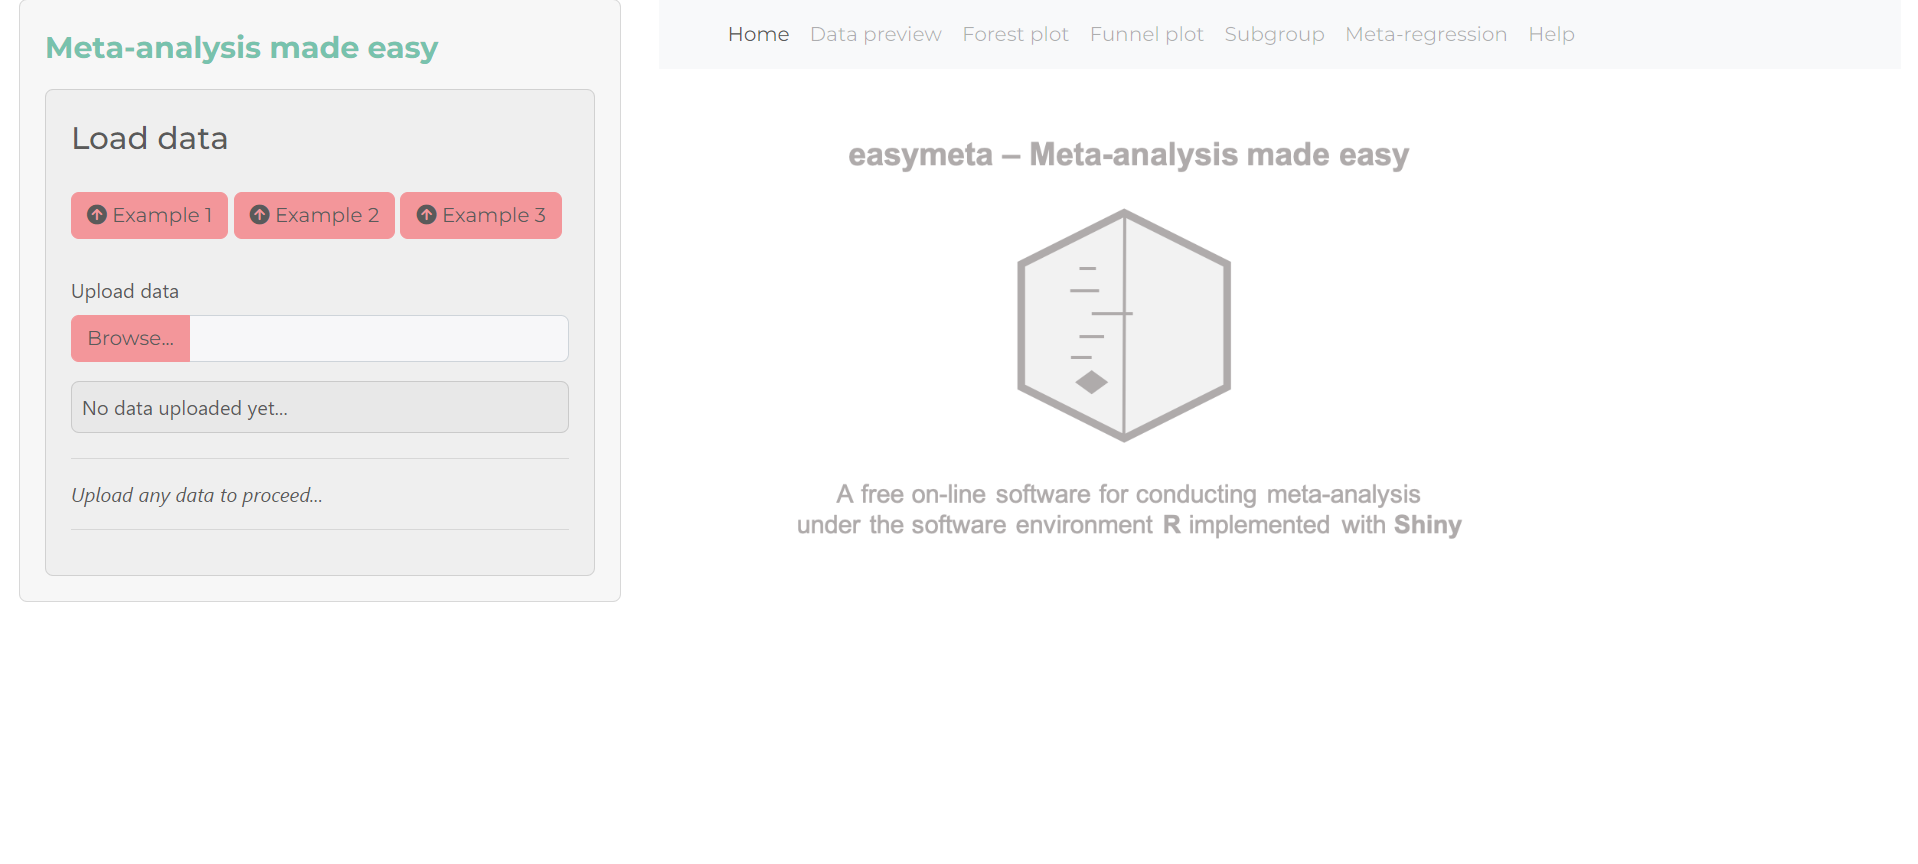 Meta-analysis made easy
Load data
Example 1 Example 2 Example 3
Upload data
Browse...
No data uploaded yet...
Upload any data to proceed...
Home Data preview Forest plot Funnel plot Subgroup Meta-regression Help
easymeta – Meta-analysis made easy
A free on-line software for conducting meta-analysis
under the software environment R implemented with Shiny